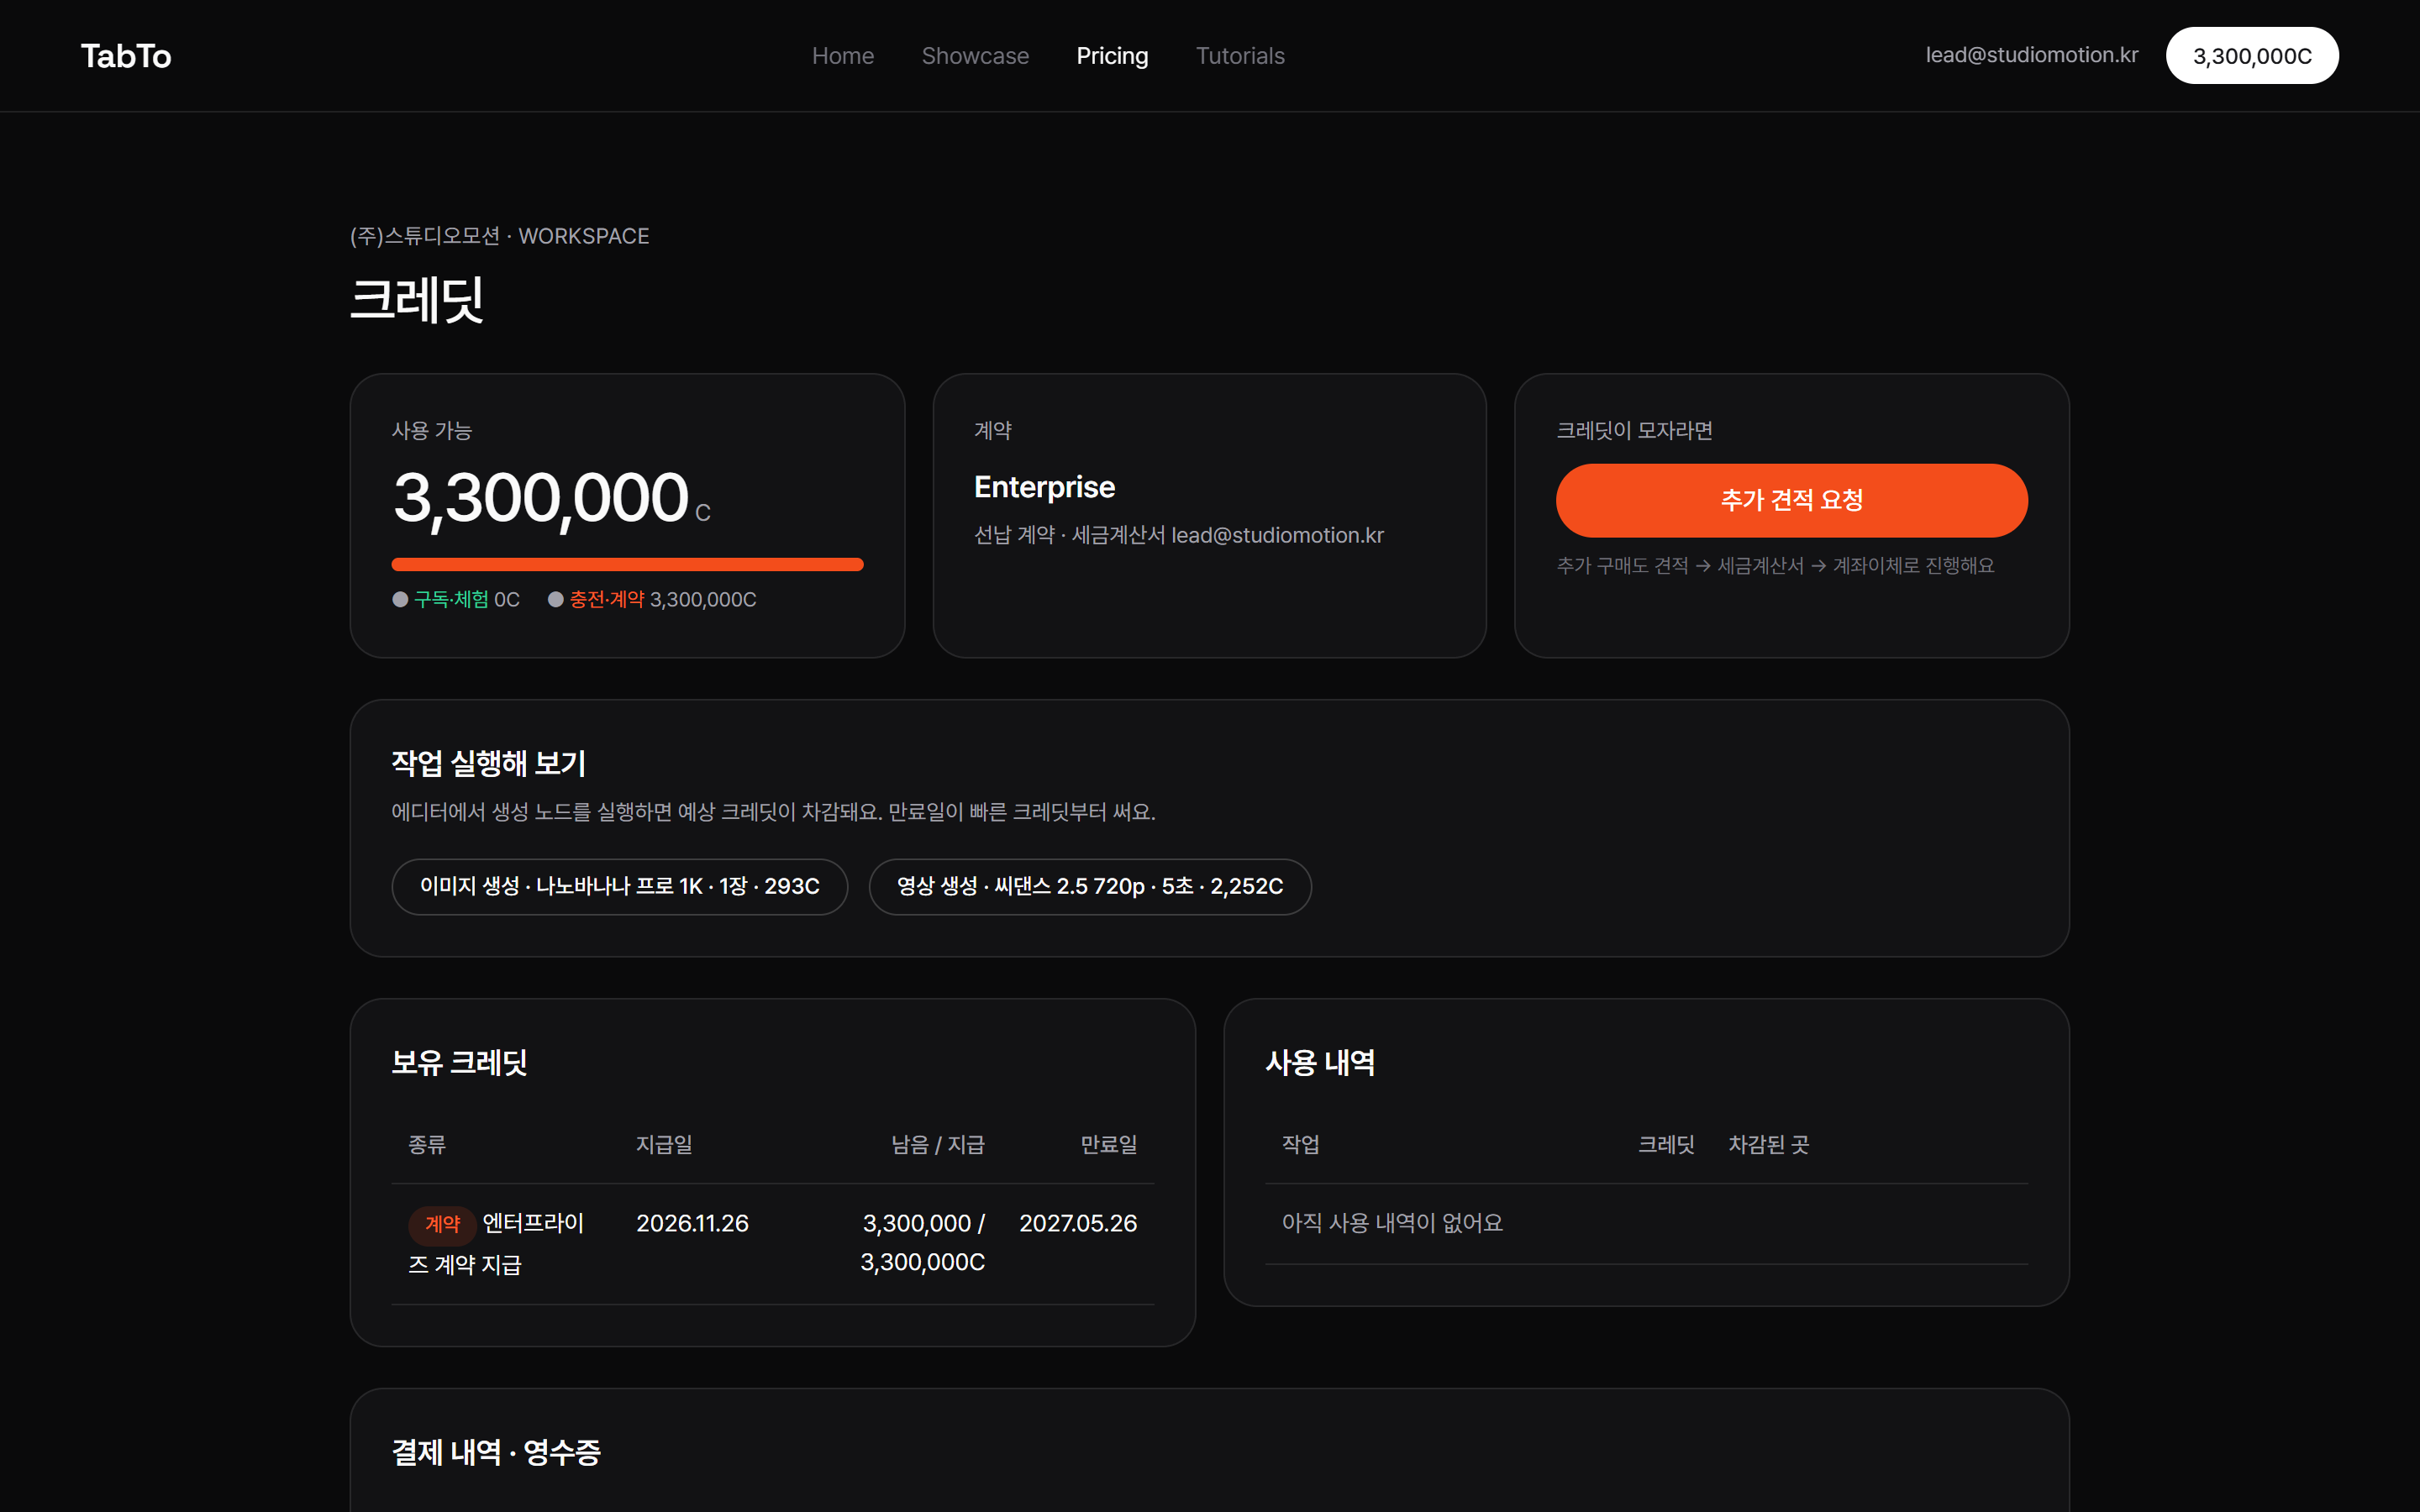 TabTo
Home Showcase Pricing Tutorials
lead@studiomotion.kr 3,300,000C
(주)스튜디오모션 · WORKSPACE
크레딧
사용 가능
3,300,000 C
구독·체험 0C 충전·계약 3,300,000C
계약
Enterprise
선납 계약 · 세금계산서 lead@studiomotion.kr
크레딧이 모자라면
추가 견적 요청
추가 구매도 견적 → 세금계산서 → 계좌이체로 진행해요
작업 실행해 보기
에디터에서 생성 노드를 실행하면 예상 크레딧이 차감돼요. 만료일이 빠른 크레딧부터 써요.
이미지 생성 · 나노바나나 프로 1K · 1장 · 293C
영상 생성 · 씨댄스 2.5 720p · 5초 · 2,252C
보유 크레딧
종류 지급일 남음 / 지급 만료일
계약 엔터프라이 2026.11.26 3,300,000 / 2027.05.26
즈 계약 지급 3,300,000C
사용 내역
작업 크레딧 차감된 곳
아직 사용 내역이 없어요
결제 내역 · 영수증